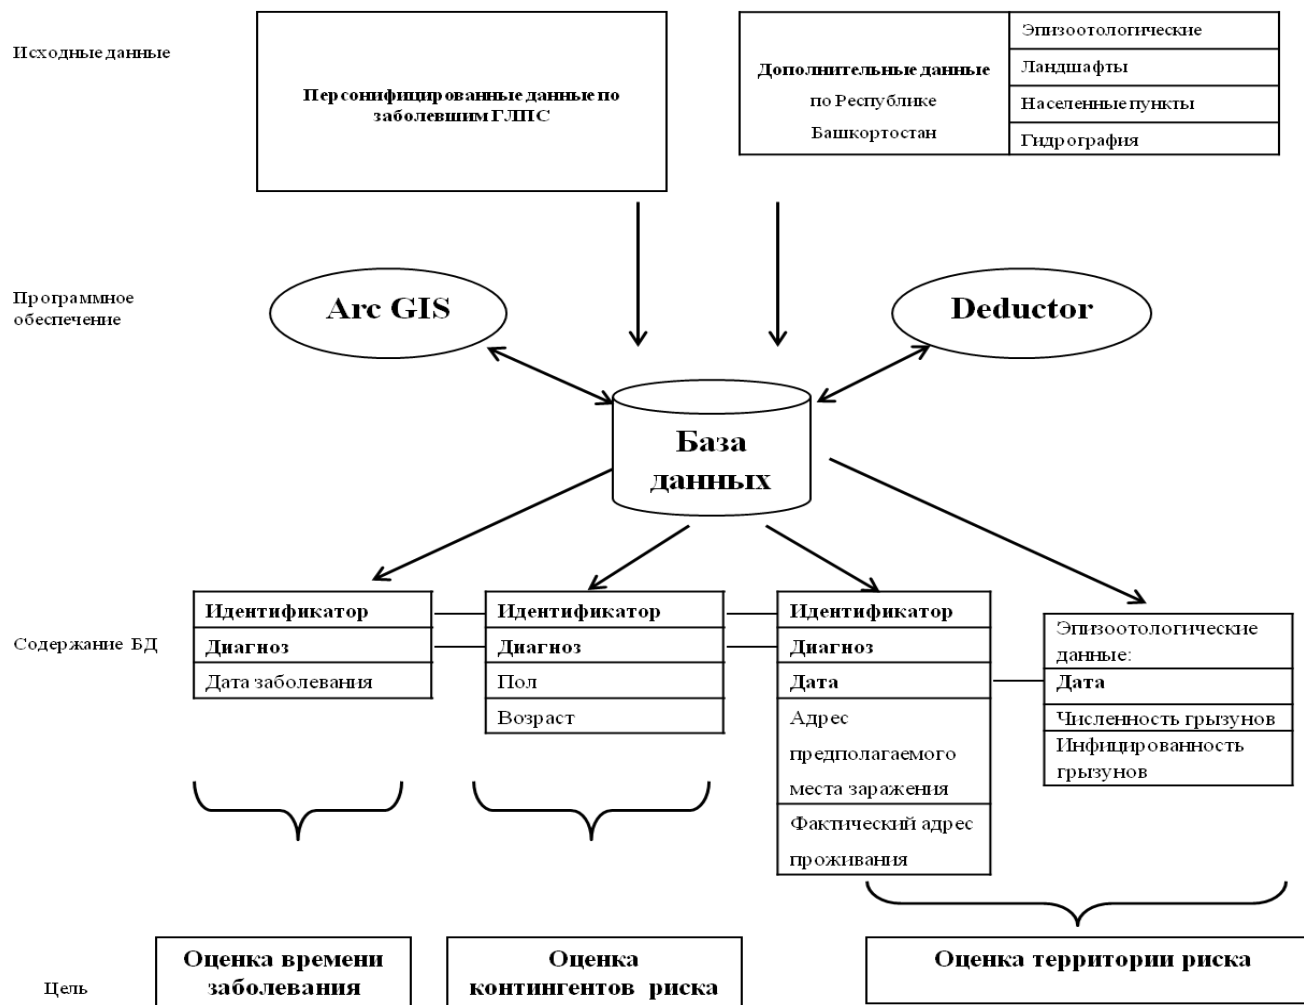 Исходные данные
Персонифицированные данные по
заболевшим ГЛПС
Дополнительные данные
по Республике
Башкортостан
Эпизоотологические
Ландшафты
Населенные пункты
Гидрография
Программное
обеспечение
Arc GIS
Deductor
База
данных
Содержание БД
Идентификатор
Диагноз
Дата заболевания
Идентификатор
Диагноз
Пол
Возраст
Идентификатор
Диагноз
Дата
Адрес
предполагаемого
места заражения
Фактический адрес
проживания
Эпизоотологические
данные:
Дата
Численность грызунов
Инфицированность
грызунов
Цель
Оценка времени
заболевания
Оценка
контингентов риска
Оценка территории риска